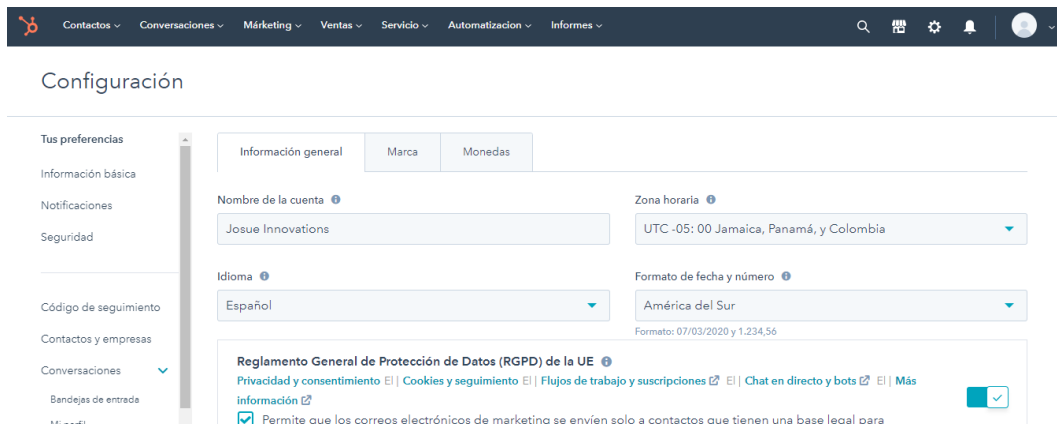 Contactos Conversaciones Márketing Ventas Servicio Automatizacion Informes
Configuración
Tus preferencias
Información básica
Notificaciones
Seguridad
Código de seguimiento
Contactos y empresas
Conversaciones
Bandejas de entrada
Mi perfil
Información general Marca Monedas
Nombre de la cuenta
Josue Innovations
Zona horaria
UTC -05: 00 Jamaica, Panamá, y Colombia
Idioma
Español
Formato de fecha y número
América del Sur
Formato: 07/03/2020 y 1.234,56
Reglamento General de Protección de Datos (RGPD) de la UE
Privacidad y consentimiento El | Cookies y seguimiento El | Flujos de trabajo y suscripciones El | Chat en directo y bots El | Más
información
Permite que los correos electrónicos de marketing se envíen solo a contactos que tienen una base legal para